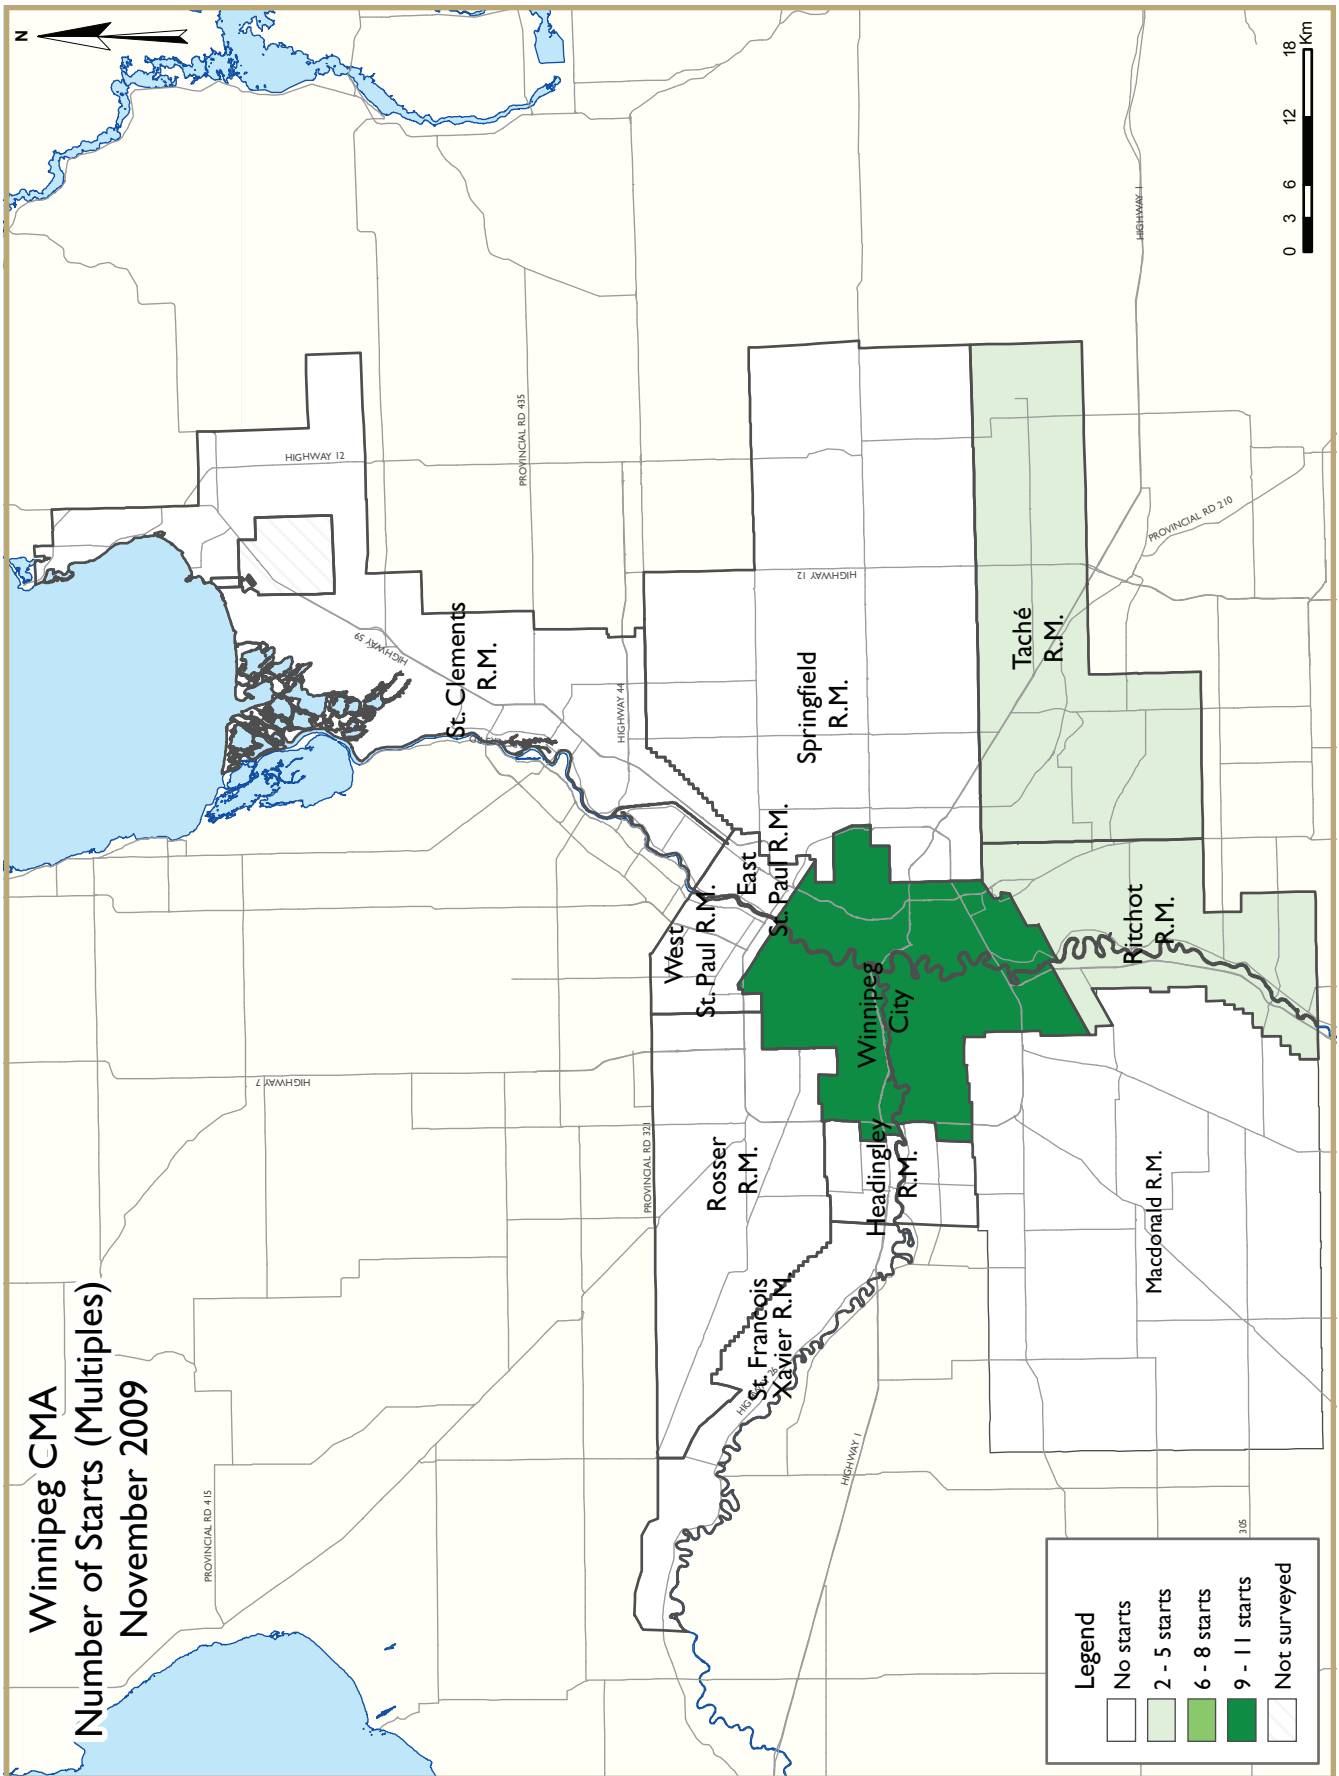 Winnipeg CMA
Number of Starts (Multiples)
November 2009
N
PROVINCIAL RD 415
HIGHWAY 7
HIGHWAY 59
HIGHWAY 12
St. Clements
R.M.
PROVINCIAL RD 435
HIGHWAY 44
PROVINCIAL RD 321
Rosser
R.M.
West
St. Paul R.M.
East
St. Paul R.M.
Springfield
R.M.
HIGHWAY 12
St. Francois
Xavier R.M.
HIGHWAY 26
Headingley
R.M.
Winnipeg
City
HIGHWAY 1
HIGHWAY 1
Taché
R.M.
Ritchot
R.M.
Macdonald R.M.
PROVINCIAL RD 210
305
Legend
No starts
2 - 5 starts
6 - 8 starts
9 - 11 starts
Not surveyed
0 3 6 12 18
Km